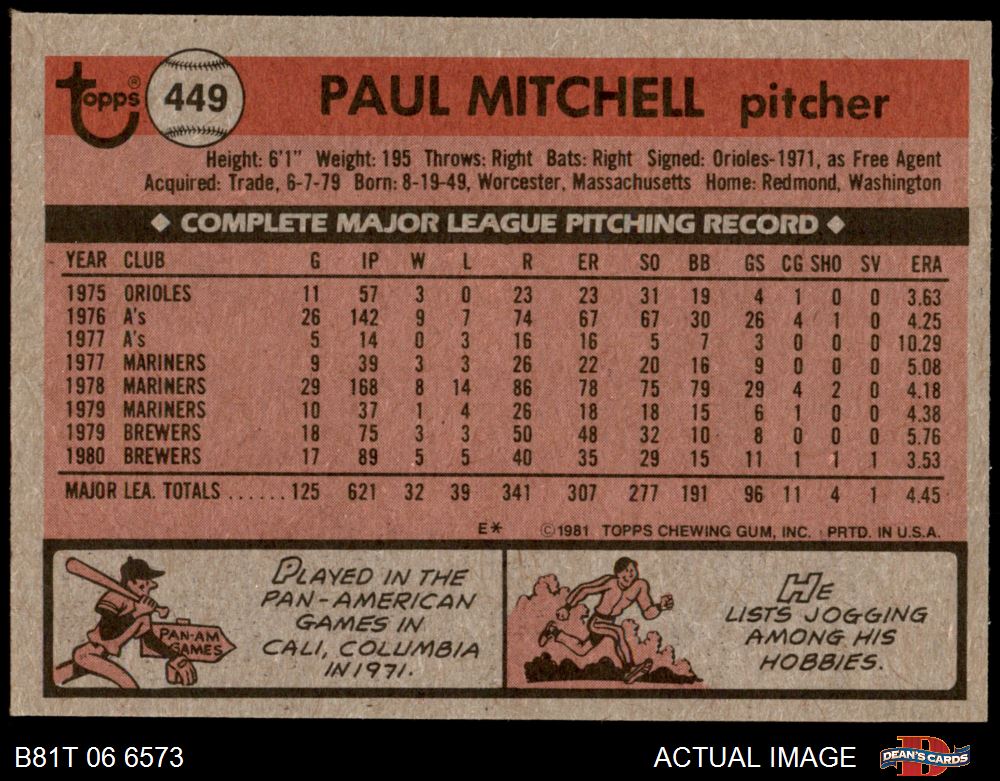 Topps® 449 PAUL MITCHELL pitcher
Height: 6'1" Weight: 195 Throws: Right Bats: Right Signed: Orioles-1971, as Free Agent
Acquired: Trade, 6-7-79 Born: 8-19-49, Worcester, Massachusetts Home: Redmond, Washington
◆ COMPLETE MAJOR LEAGUE PITCHING RECORD ◆
YEAR CLUB G IP W L R ER SO BB GS CG SHO SV ERA
1975 ORIOLES 11 57 3 0 23 23 31 19 4 1 0 0 3.63
1976 A's 26 142 9 7 74 67 67 30 26 4 1 0 4.25
1977 A's 5 14 0 3 16 16 5 7 3 0 0 0 10.29
1977 MARINERS 9 39 3 3 26 22 20 16 9 0 0 0 5.08
1978 MARINERS 29 168 8 14 86 78 75 79 29 4 2 0 4.18
1979 MARINERS 10 37 1 4 26 18 18 15 6 1 0 0 4.38
1979 BREWERS 18 75 3 3 50 48 32 10 8 0 0 0 5.76
1980 BREWERS 17 89 5 5 40 35 29 15 11 1 1 1 3.53
MAJOR LEA. TOTALS ...... 125 621 32 39 341 307 277 191 96 11 4 1 4.45
E* ©1981 TOPPS CHEWING GUM, INC. PRTD. IN U.S.A.
PAN-AM
GAMES
PLAYED IN THE
PAN-AMERICAN
GAMES IN
CALI, COLUMBIA
IN 1971.
HE
LISTS JOGGING
AMONG HIS
HOBBIES.
B81T 06 6573 ACTUAL IMAGE DEAN'S CARDS